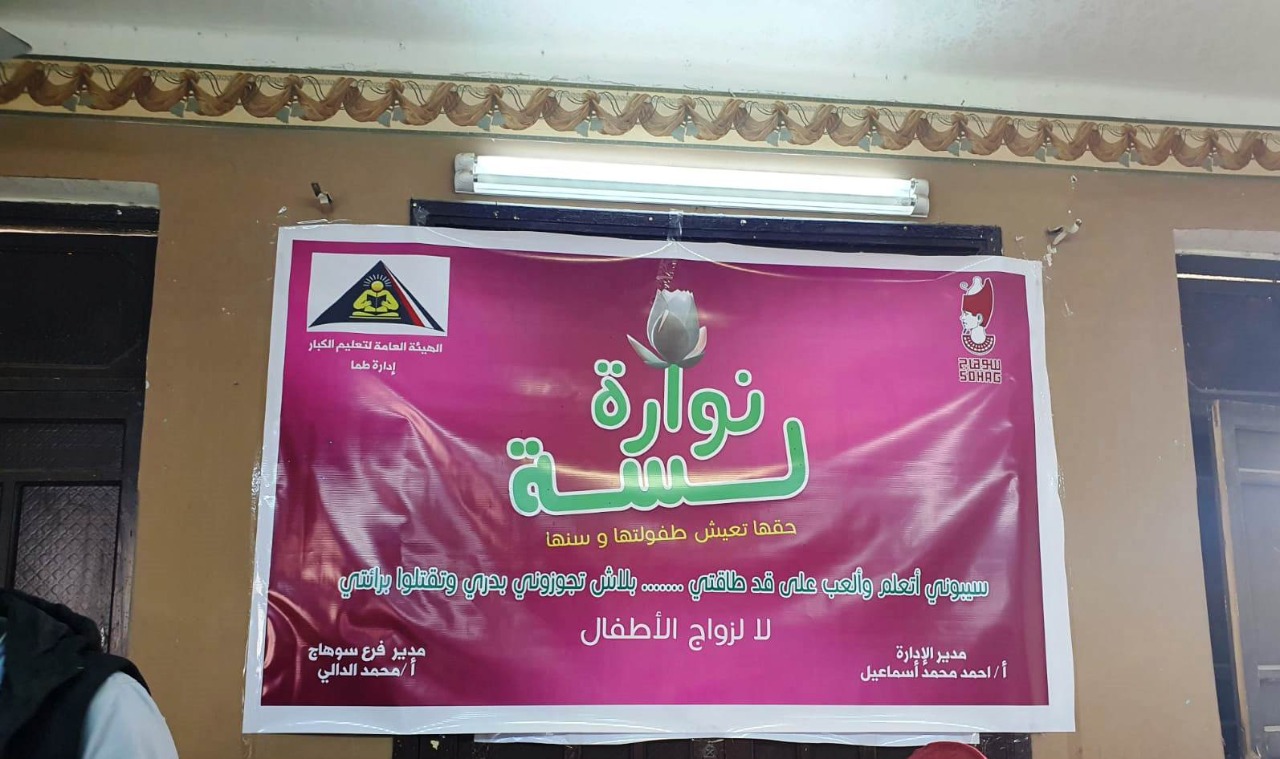 الهيئة العامة لتعليم الكبار
إدارة طما
سوهاج
SOHAG
نوارة
لسة
حقها تعيش طفولتها و سنها
سيبوني أتعلم وألعب على قد طاقتي ....... بلاش تجوزوني بدري وتقتلوا برائتي
لا لزواج الأطفال
مدير الإدارة
أ / احمد محمد أسماعيل
مدير فرع سوهاج
أ /محمد الدالي